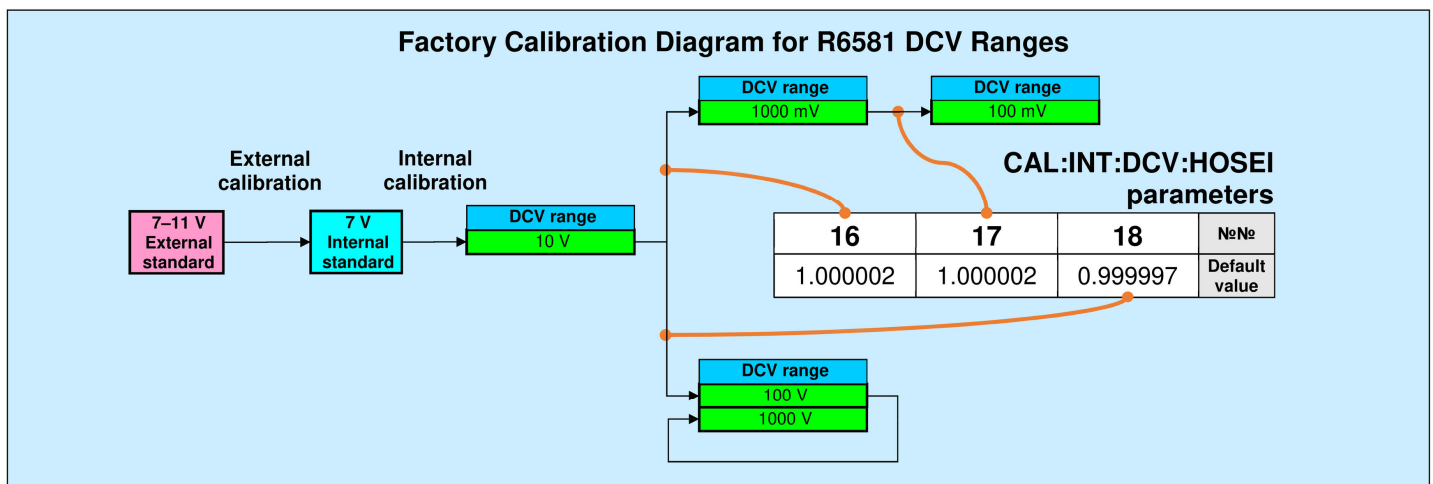 Factory Calibration Diagram for R6581 DCV Ranges
DCV range
1000 mV
DCV range
100 mV
External
calibration
Internal
calibration
7–11 V
External
standard
7 V
Internal
standard
DCV range
10 V
CAL:INT:DCV:HOSEI
parameters
16 17 18 №№
1.000002 1.000002 0.999997 Default
value
DCV range
100 V
1000 V